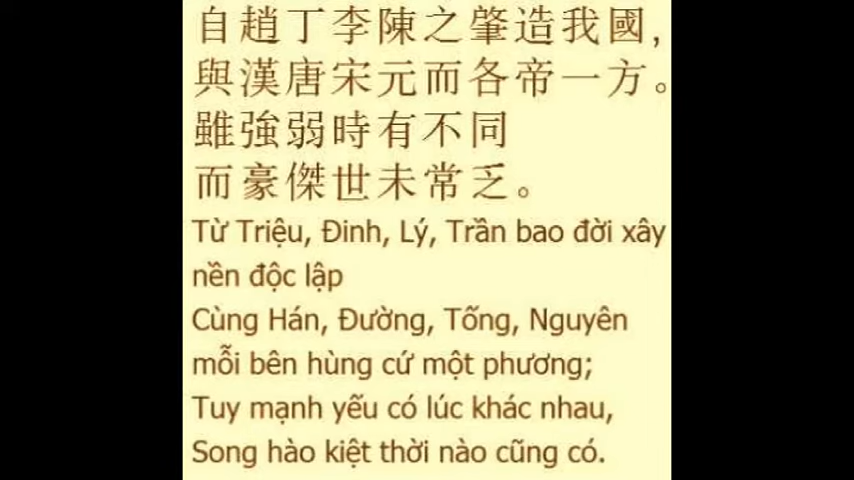 自趙丁李陳之肇造我國,
與漢唐宋元而各帝一方。
雖強弱時有不同
而豪傑世未常乏。
Từ Triệu, Đinh, Lý, Trần bao đời xây
nền độc lập
Cùng Hán, Đường, Tống, Nguyên
mỗi bên hùng cứ một phương;
Tuy mạnh yếu có lúc khác nhau,
Song hào kiệt thời nào cũng có.